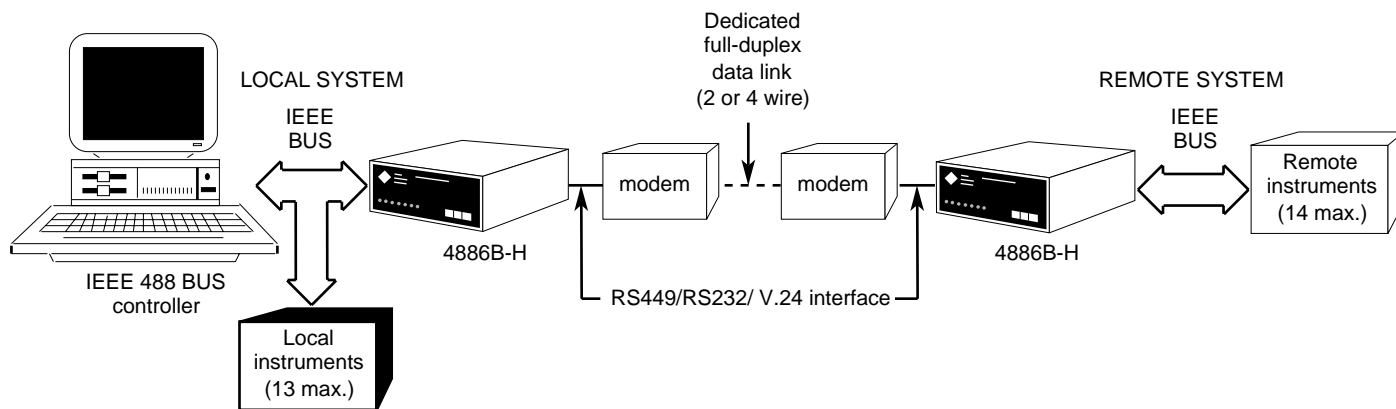 Dedicated
full-duplex
data link
(2 or 4 wire)
LOCAL SYSTEM
IEEE
BUS
REMOTE SYSTEM
IEEE
BUS
modem
modem
Remote
instruments
(14 max.)
4886B-H
4886B-H
IEEE 488 BUS
controller
RS449/RS232/ V.24 interface
Local
instruments
(13 max.)